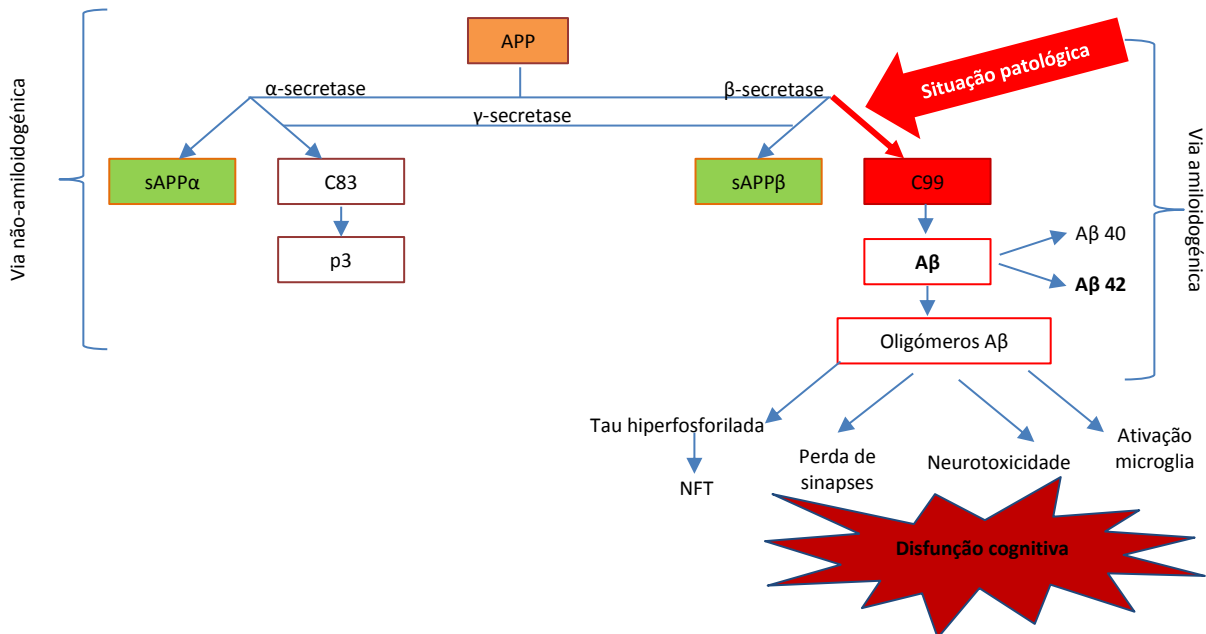 APP
Situação patológica
α-secretase
β-secretase
γ-secretase
Via não-amiloidogénica
Via amiloidogénica
sAPPα
C83
sAPPβ
C99
p3
Aβ
Aβ 40
Aβ 42
Oligómeros Aβ
Tau hiperfosforilada
NFT
Perda de
sinapses
Neurotoxicidade
Ativação
microglia
Disfunção cognitiva